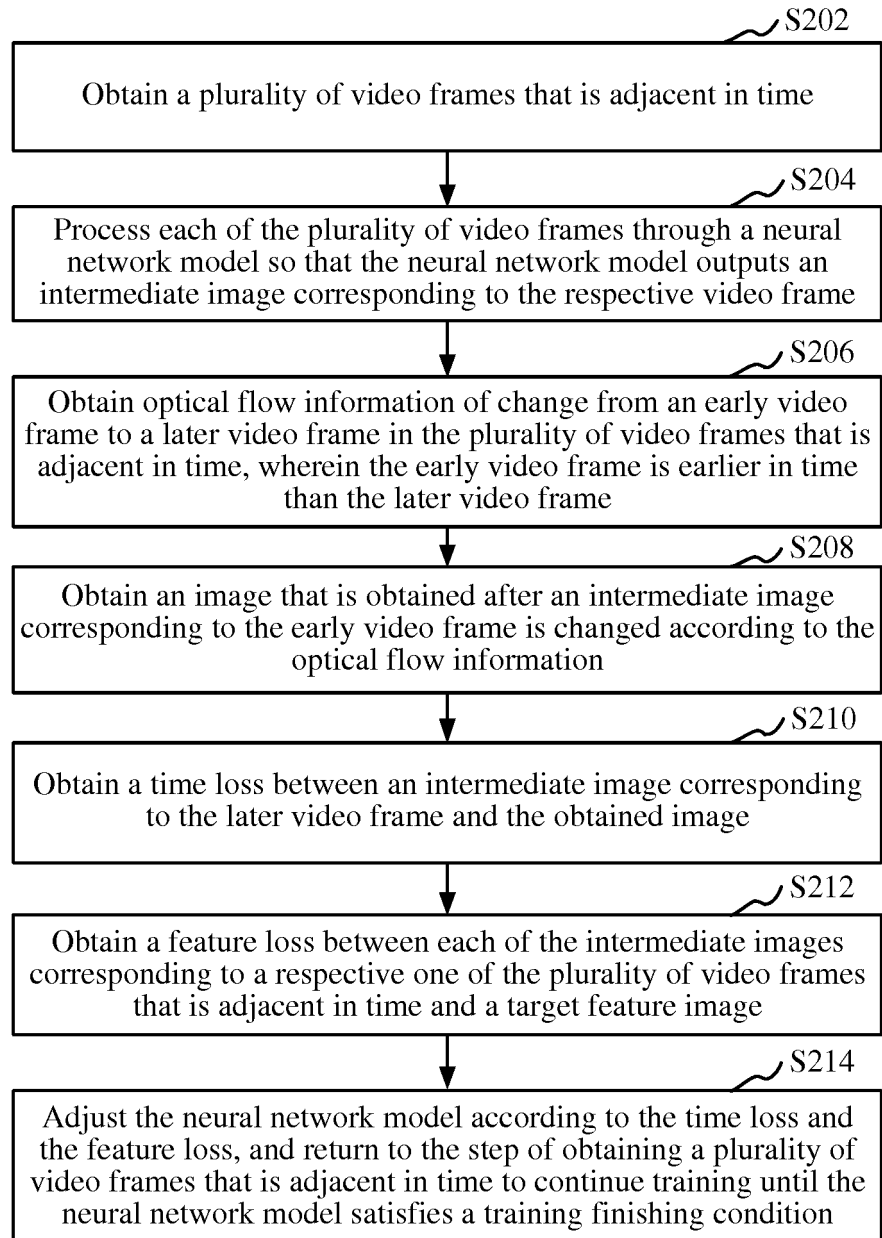 S202
Obtain a plurality of video frames that is adjacent in time
S204
Process each of the plurality of video frames through a neural
network model so that the neural network model outputs an
intermediate image corresponding to the respective video frame
S206
Obtain optical flow information of change from an early video
frame to a later video frame in the plurality of video frames that is
adjacent in time, wherein the early video frame is earlier in time
than the later video frame
S208
Obtain an image that is obtained after an intermediate image
corresponding to the early video frame is changed according to the
optical flow information
S210
Obtain a time loss between an intermediate image corresponding
to the later video frame and the obtained image
S212
Obtain a feature loss between each of the intermediate images
corresponding to a respective one of the plurality of video frames
that is adjacent in time and a target feature image
S214
Adjust the neural network model according to the time loss and
the feature loss, and return to the step of obtaining a plurality of
video frames that is adjacent in time to continue training until the
neural network model satisfies a training finishing condition